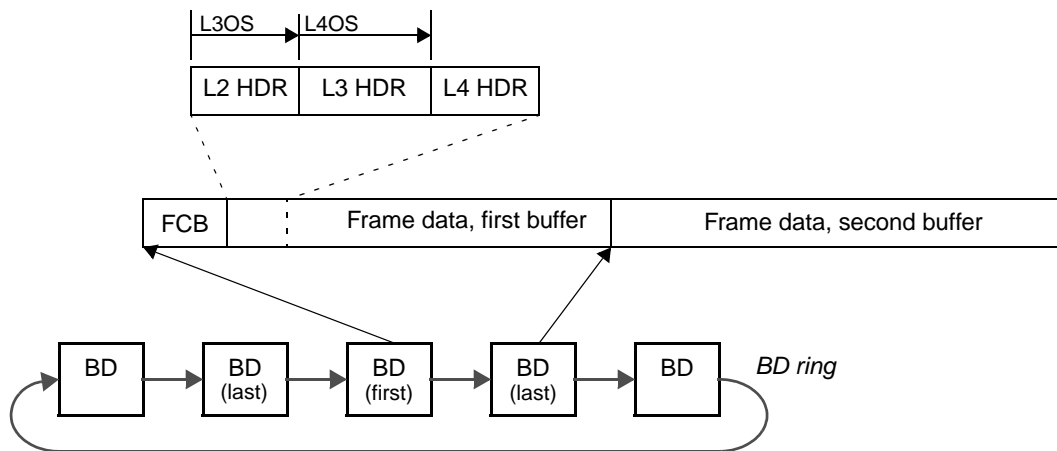 L3OS L4OS
L2 HDR L3 HDR L4 HDR
FCB Frame data, first buffer Frame data, second buffer
BD BD BD BD BD BD ring
(last) (first) (last)